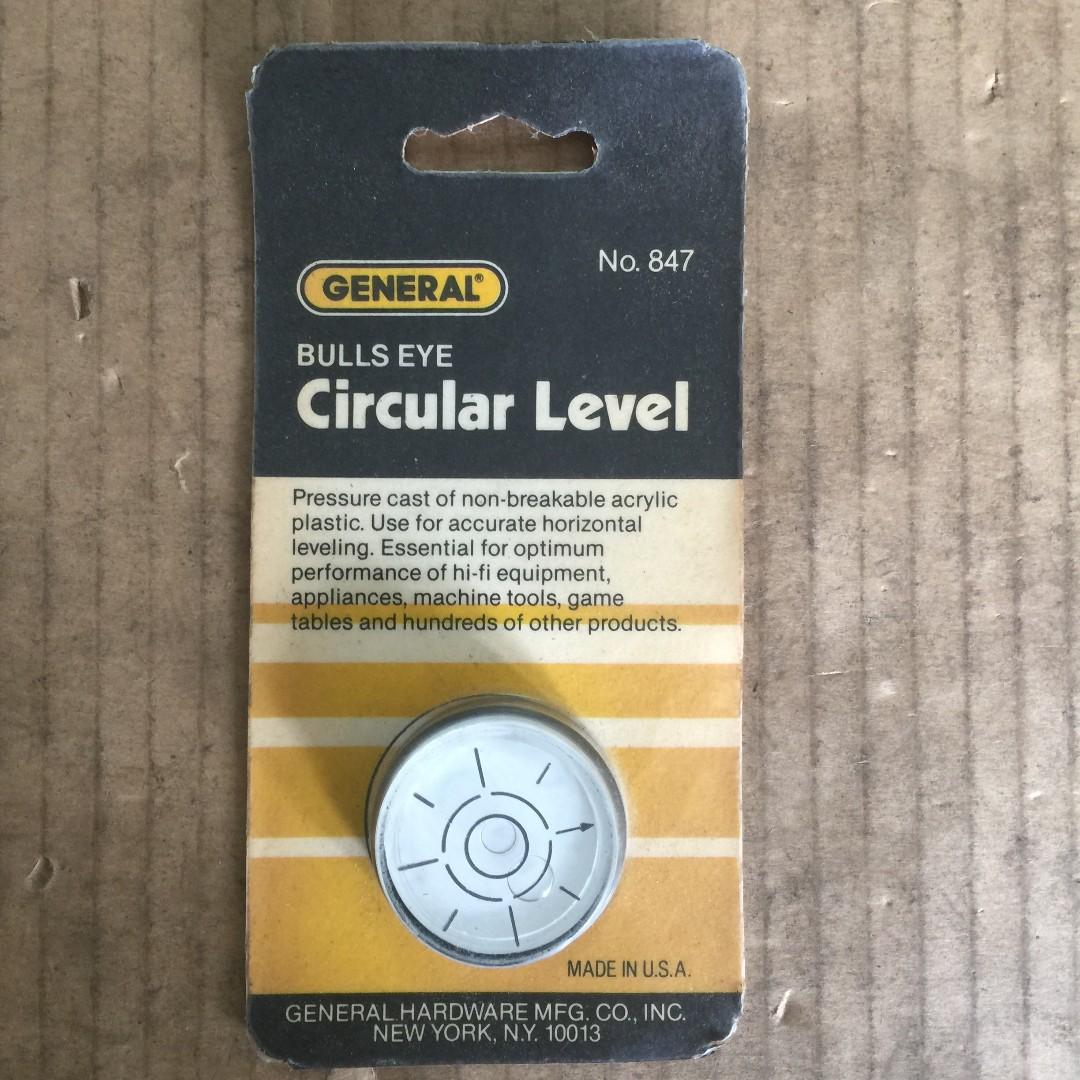 No. 847
GENERAL®
BULLS EYE
Circular Level
Pressure cast of non-breakable acrylic
plastic. Use for accurate horizontal
leveling. Essential for optimum
performance of hi-fi equipment,
appliances, machine tools, game
tables and hundreds of other products.
MADE IN U.S.A.
GENERAL HARDWARE MFG. CO., INC.
NEW YORK, N.Y. 10013